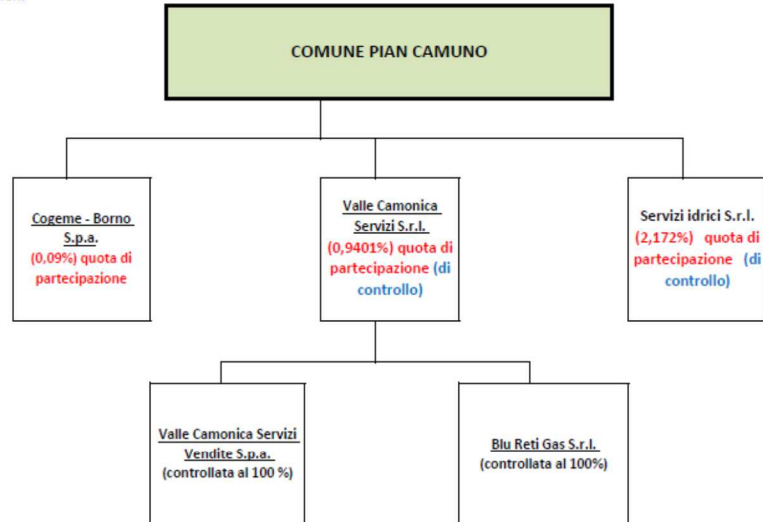 COMUNE PIAN CAMUNO
Cogeme - Borno
S.p.a.
(0,09%) quota di
partecipazione
Valle Camonica
Servizi S.r.l.
(0,9401%) quota di
partecipazione (di
controllo)
Servizi idrici S.r.l.
(2,172%) quota di
partecipazione (di
controllo)
Valle Camonica Servizi
Vendite S.p.a.
(controllata al 100 %)
Blu Reti Gas S.r.l.
(controllata al 100%)